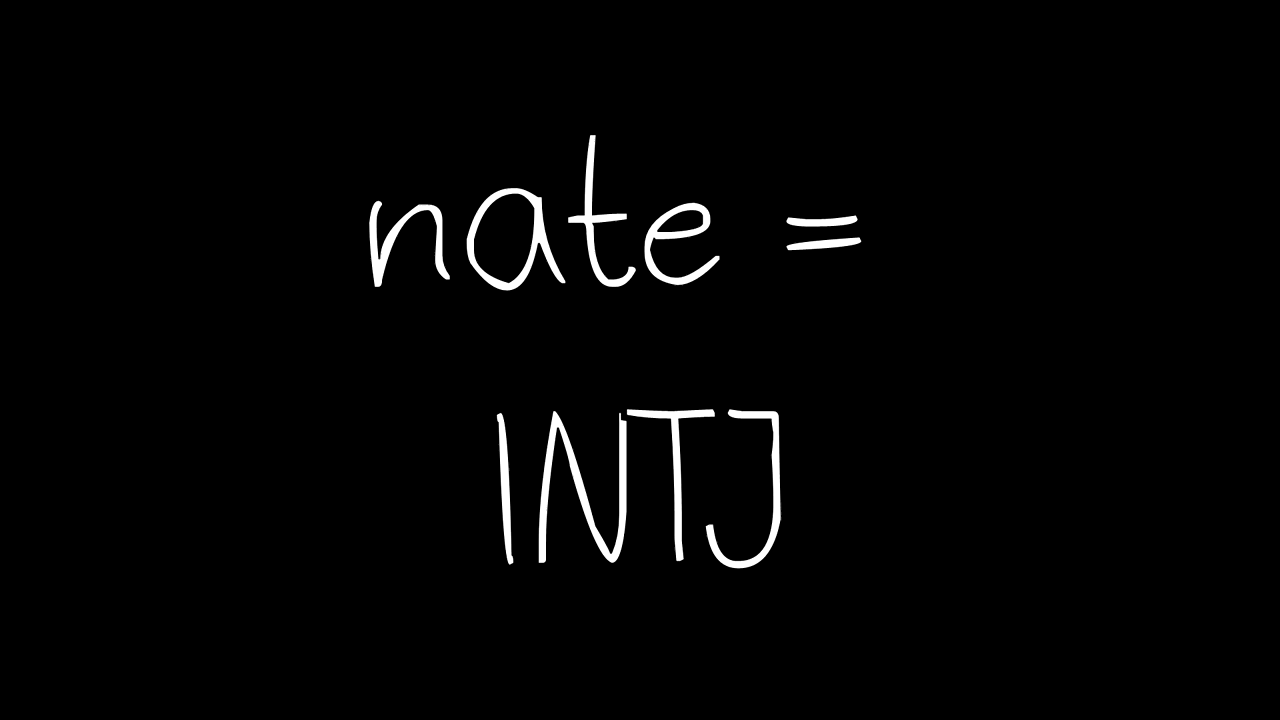 nate =
INTJ